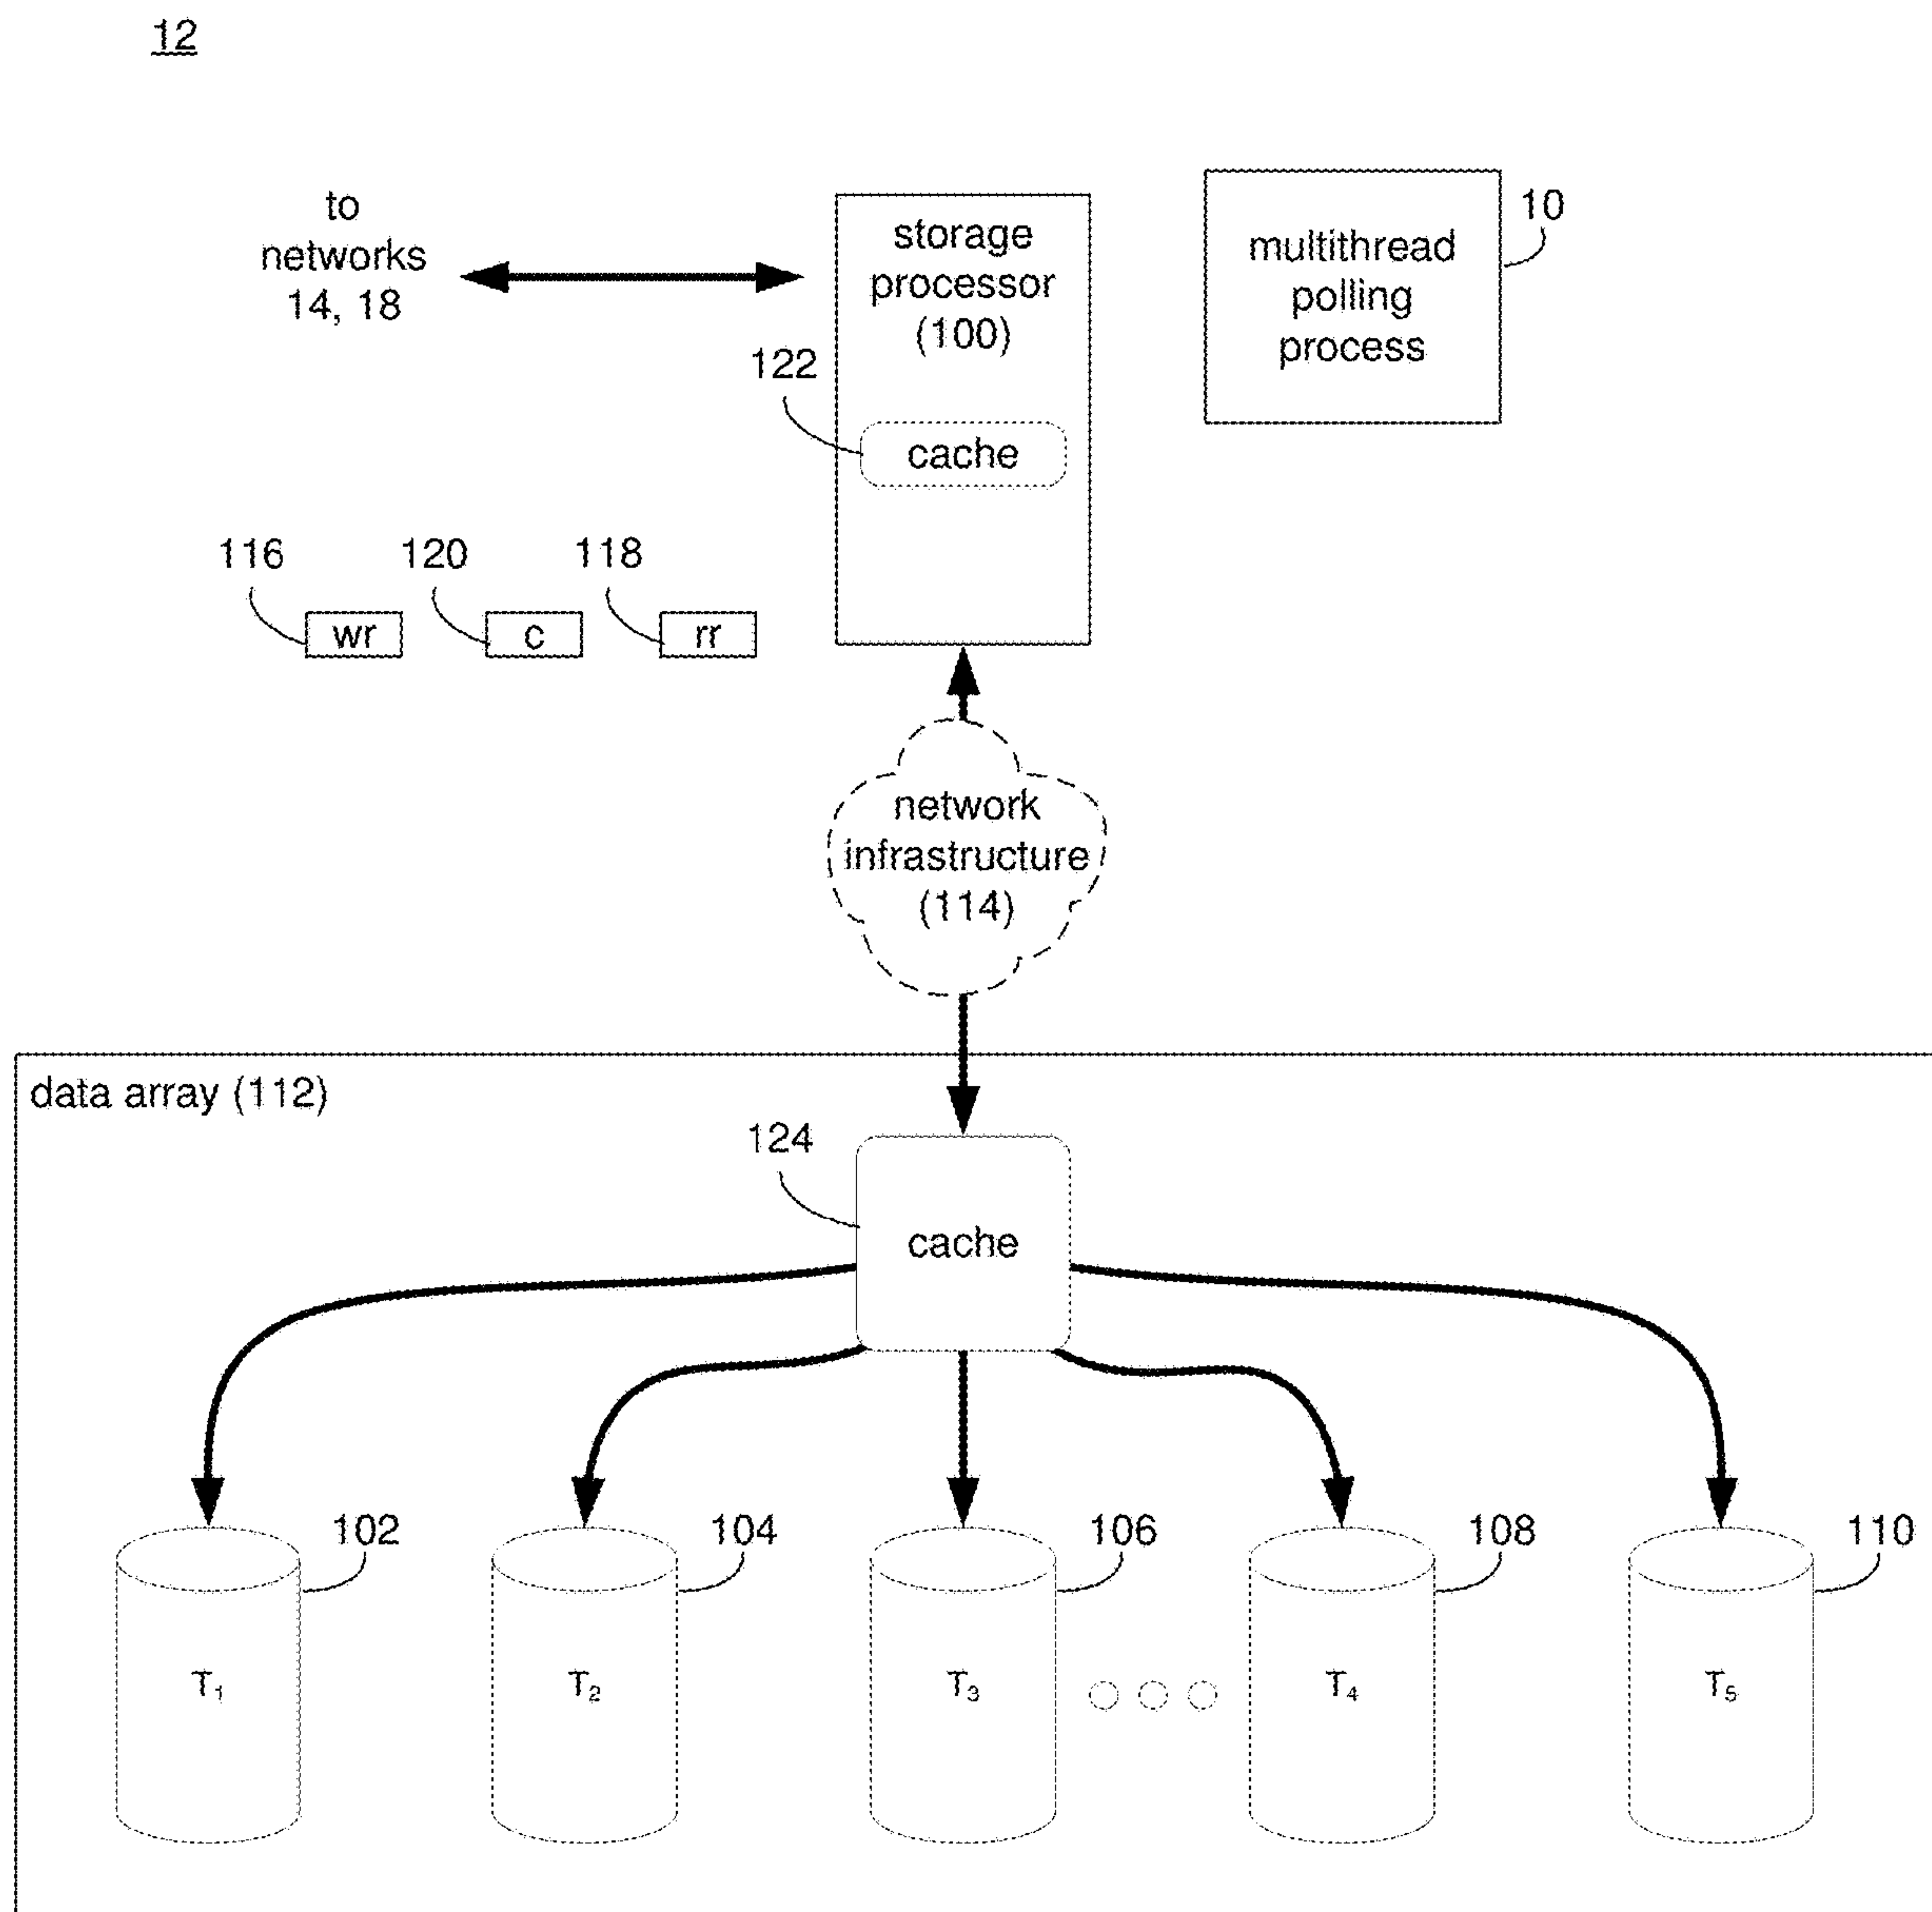 12
to
networks
14, 18
storage
processor
(100)
multithread
polling
process
10
122
cache
116
120
118
wr
c
rr
network
infrastructure
(114)
data array (112)
124
cache
102
104
106
108
110
T₁
T₂
T₃
T₄
T₅